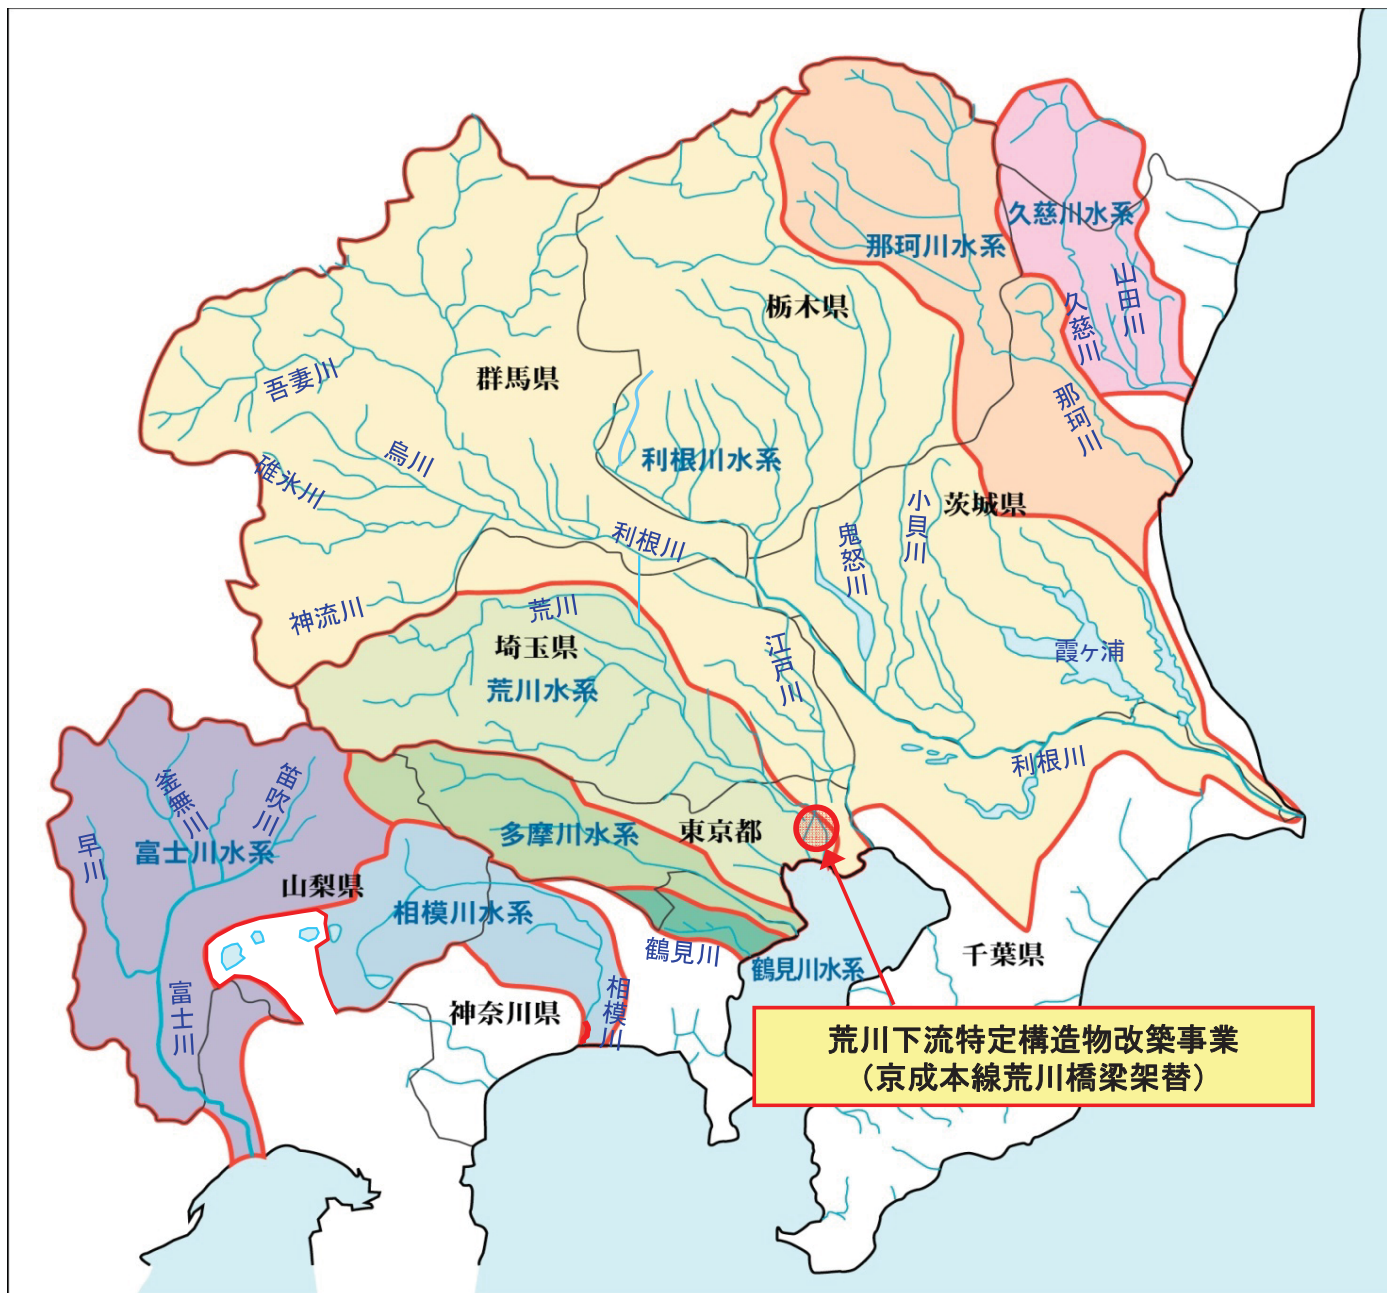 久慈川水系
那珂川水系
山田川
久慈川
栃木県
群馬県
吾妻川
那珂川
烏川
利根川水系
碓氷川
小貝川
茨城県
鬼怒川
利根川
神流川
荒川
埼玉県
江戸川
霞ヶ浦
荒川水系
利根川
釜無川
笛吹川
早川
富士川水系
多摩川水系
東京都
山梨県
相模川水系
鶴見川
鶴見川水系
千葉県
富士川
神奈川県
相模川
荒川下流特定構造物改築事業
（京成本線荒川橋梁架替）